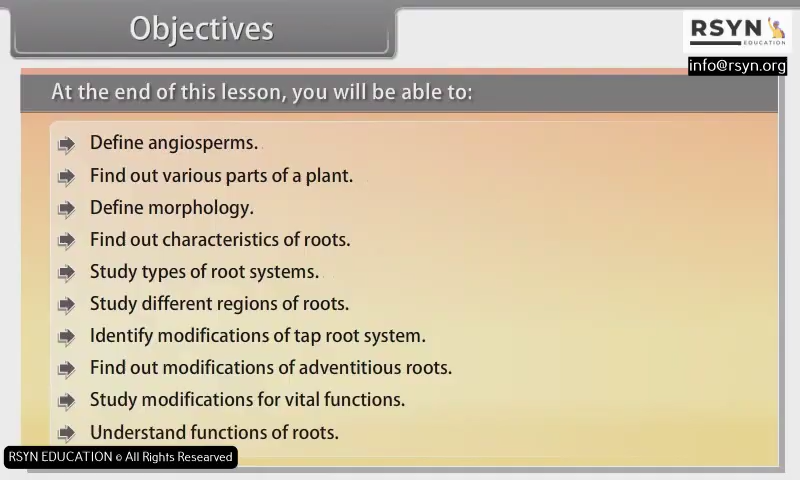 Objectives
RSYN
EDUCATION
info@rsyn.org
At the end of this lesson, you will be able to:
Define angiosperms.
Find out various parts of a plant.
Define morphology.
Find out characteristics of roots.
Study types of root systems.
Study different regions of roots.
Identify modifications of tap root system.
Find out modifications of adventitious roots.
Study modifications for vital functions.
Understand functions of roots.
RSYN EDUCATION © All Rights Researved